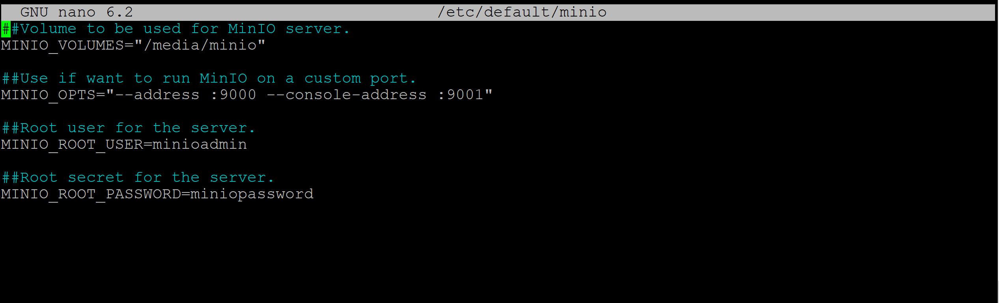 GNU nano 6.2 /etc/default/minio
##Volume to be used for MinIO server.
MINIO_VOLUMES="/media/minio"
##Use if want to run MinIO on a custom port.
MINIO_OPTS="--address :9000 --console-address :9001"
##Root user for the server.
MINIO_ROOT_USER=minioadmin
##Root secret for the server.
MINIO_ROOT_PASSWORD=miniopassword